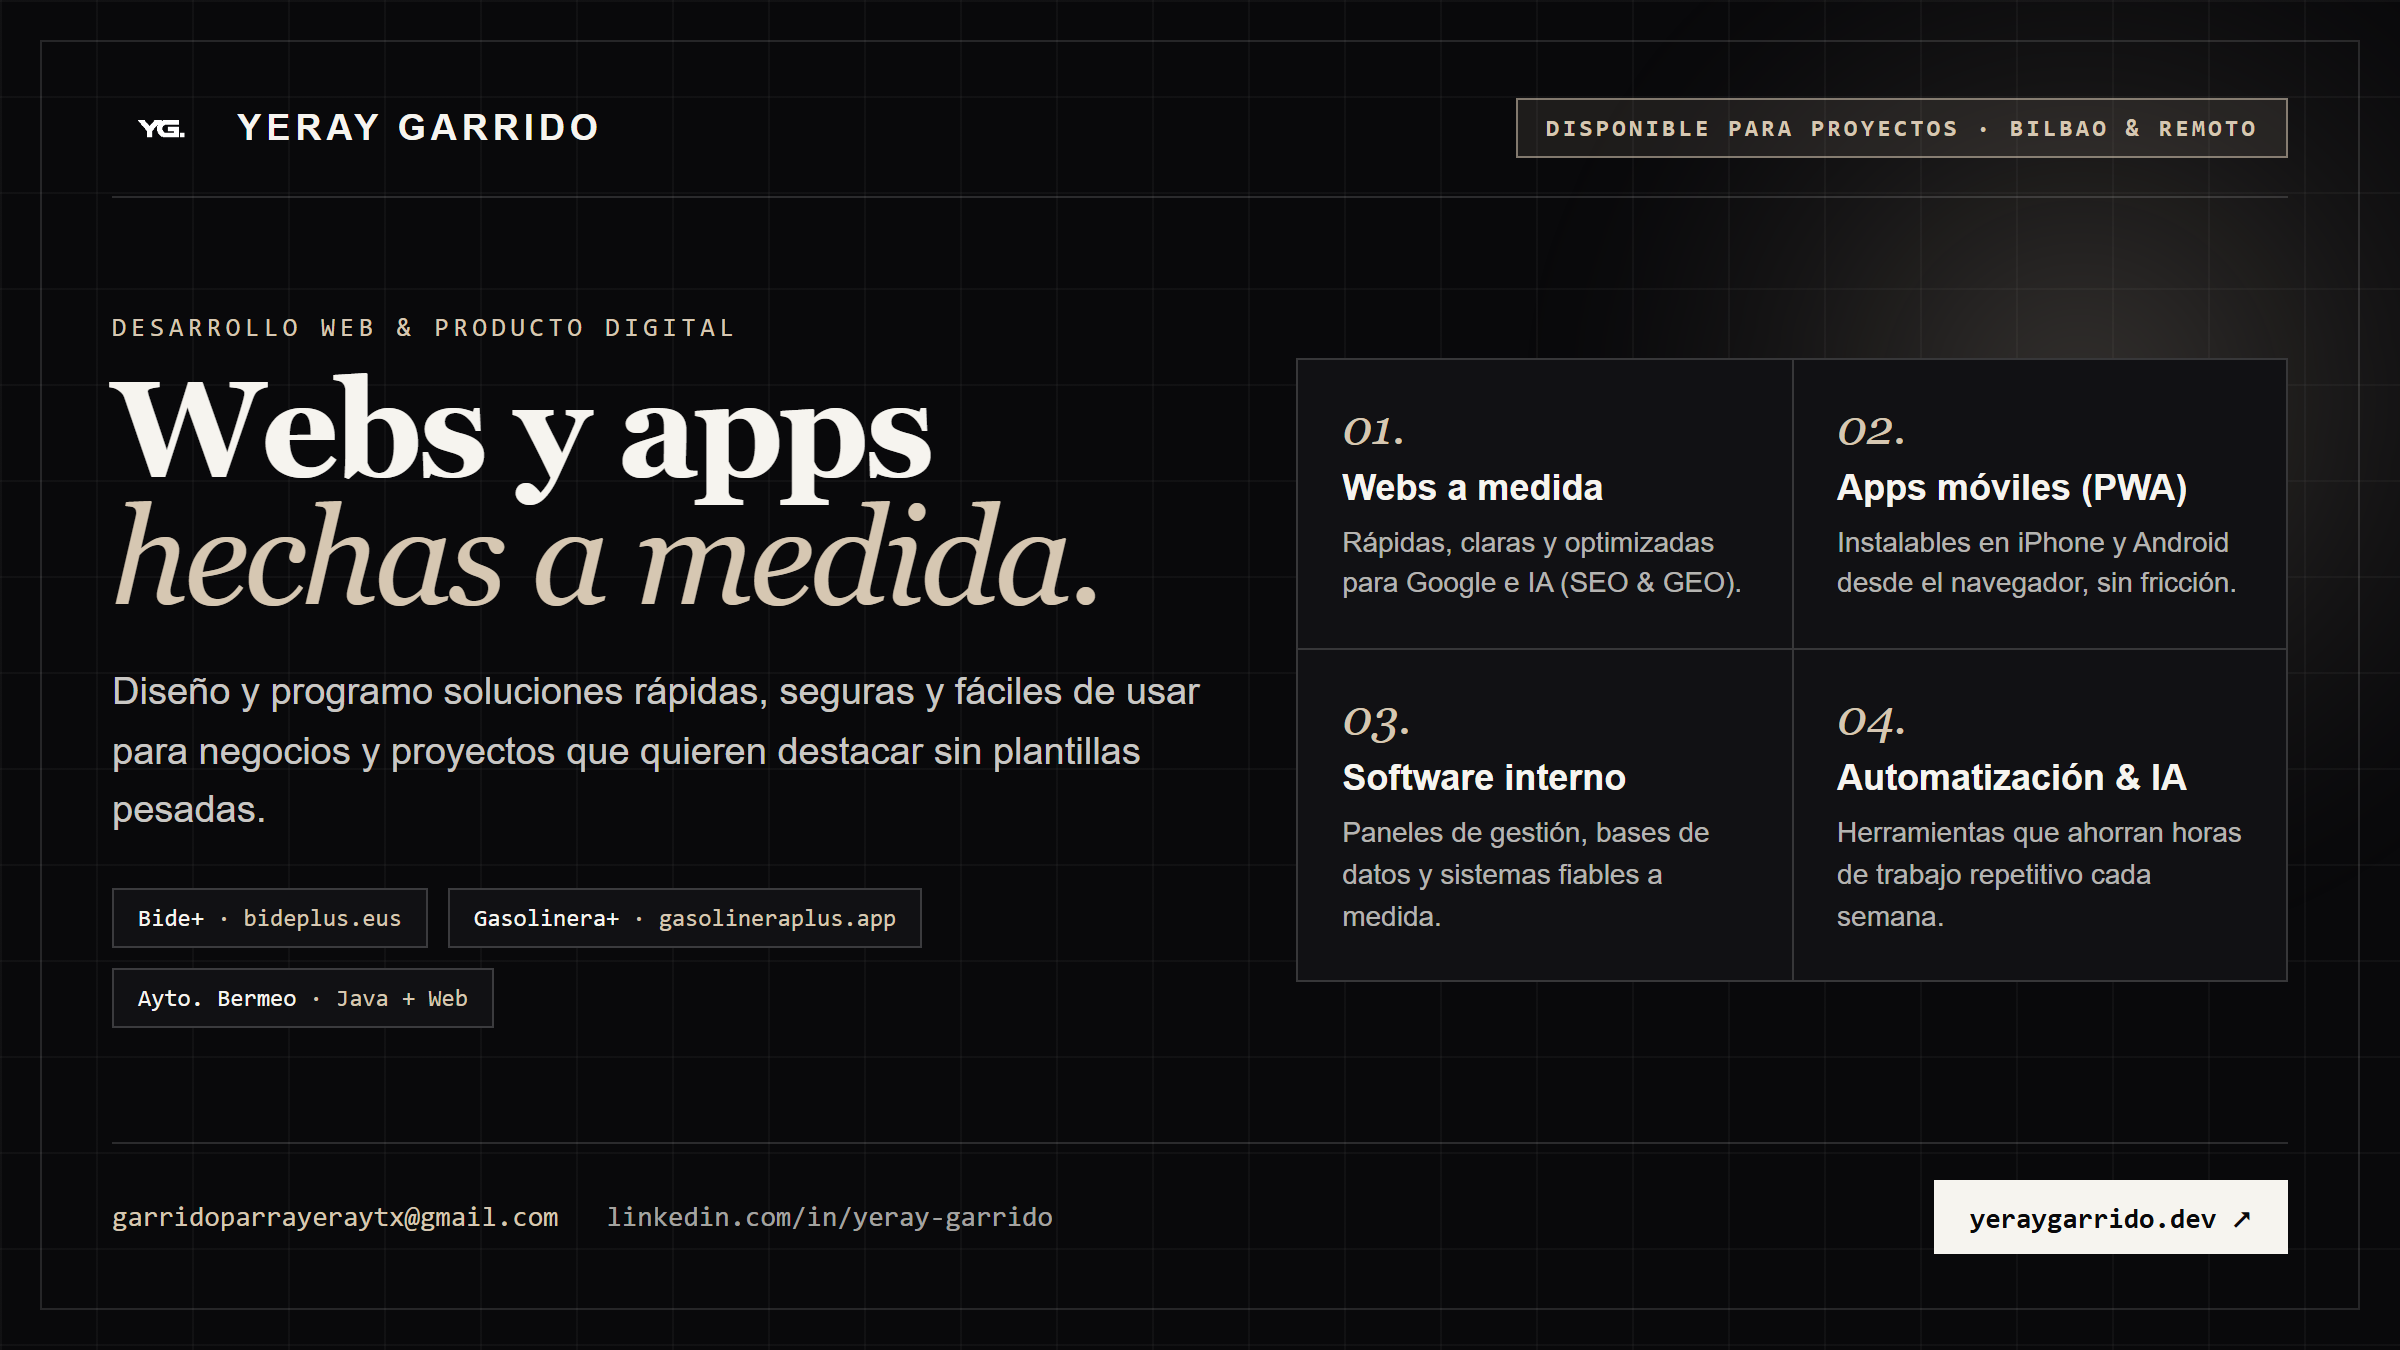 YG.
YERAY GARRIDO
DISPONIBLE PARA PROYECTOS · BILBAO & REMOTO
DESARROLLO WEB & PRODUCTO DIGITAL
Webs y apps
hechas a medida.
Diseño y programo soluciones rápidas, seguras y fáciles de usar
para negocios y proyectos que quieren destacar sin plantillas
pesadas.
Bide+ · bideplus.eus
Gasolinera+ · gasolineraplus.app
Ayto. Bermeo · Java + Web
01.
Webs a medida
Rápidas, claras y optimizadas
para Google e IA (SEO & GEO).
02.
Apps móviles (PWA)
Instalables en iPhone y Android
desde el navegador, sin fricción.
03.
Software interno
Paneles de gestión, bases de
datos y sistemas fiables a
medida.
04.
Automatización & IA
Herramientas que ahorran horas
de trabajo repetitivo cada
semana.
garridoparrayeraytx@gmail.com
linkedin.com/in/yeray-garrido
yeraygarrido.dev ↗